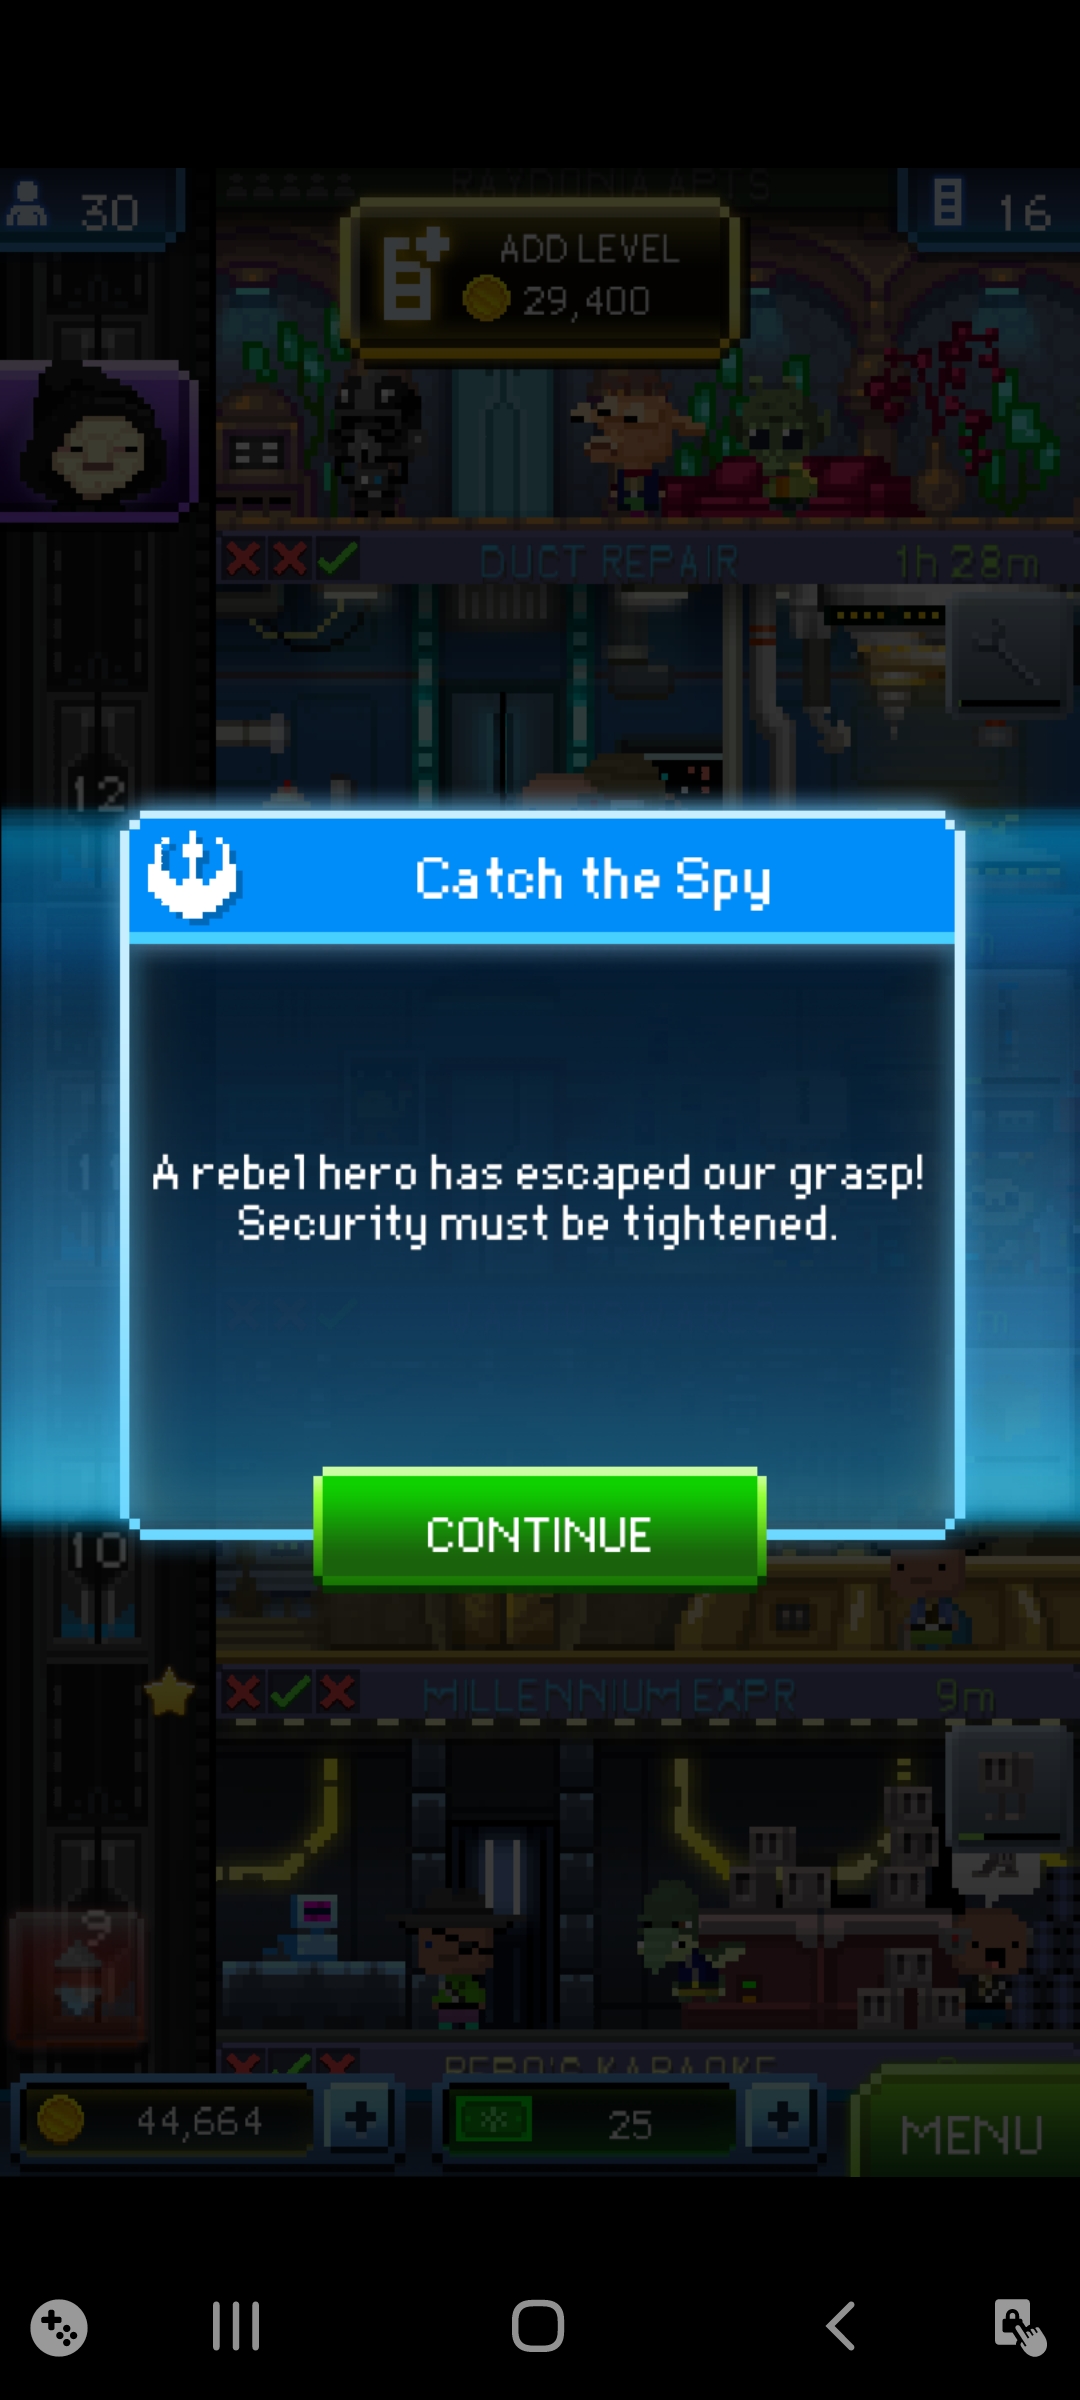 RAYDONIA APTS
30
16
ADD LEVEL
29,400
DUCT REPAIR
1h 28m
12
Catch the Spy
A rebel hero has escaped our grasp!
Security must be tightened.
CONTINUE
10
MILLENNIUM EXPR
9m
9
KARAOKE
44,664
25
MENU